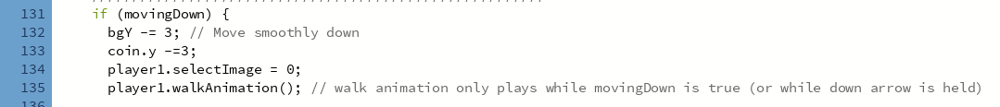 131 if (movingDown) {
132 bgY -= 3; // Move smoothly down
133 coin.y -=3;
134 player1.selectImage = 0;
135 player1.walkAnimation(); // walk animation only plays while movingDown is true (or while down arrow is held)